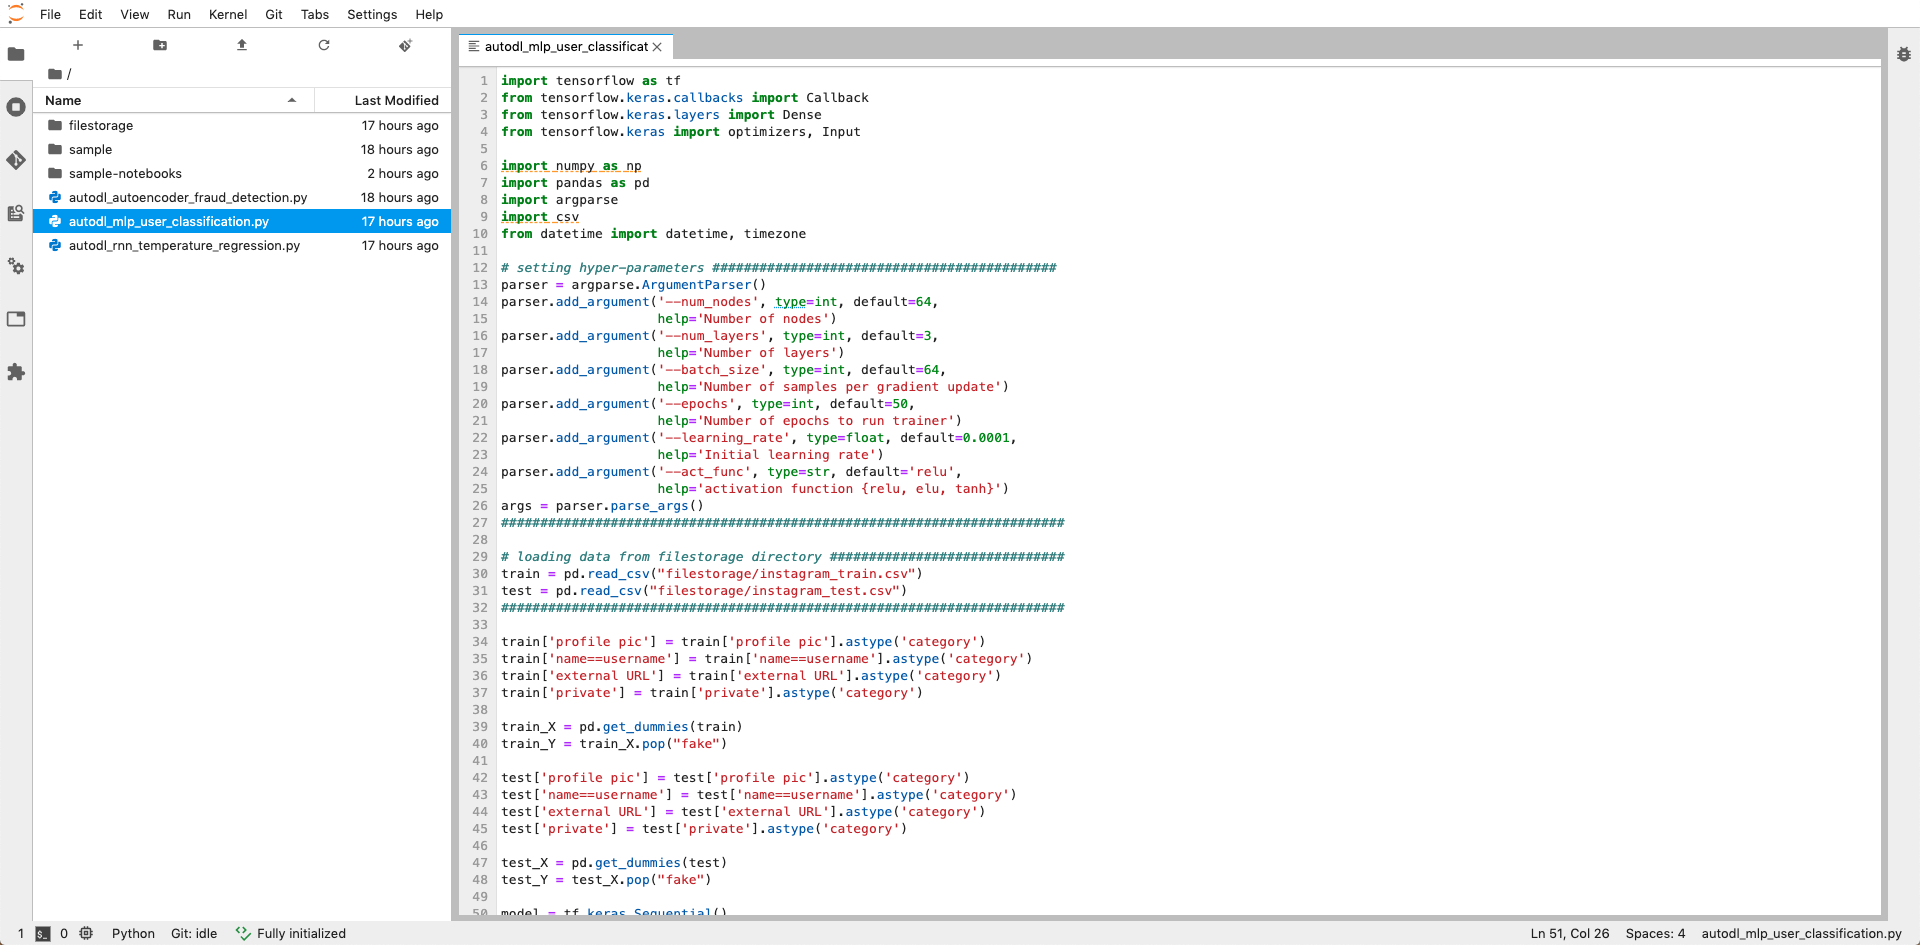 File Edit View Run Kernel Git Tabs Settings Help
autodl_mlp_user_classificat
/
Name Last Modified
filestorage 17 hours ago
sample 18 hours ago
sample-notebooks 2 hours ago
autodl_autoencoder_fraud_detection.py 18 hours ago
autodl_mlp_user_classification.py 17 hours ago
autodl_rnn_temperature_regression.py 17 hours ago
1 import tensorflow as tf
2 from tensorflow.keras.callbacks import Callback
3 from tensorflow.keras.layers import Dense
4 from tensorflow.keras import optimizers, Input
5
6 import numpy as np
7 import pandas as pd
8 import argparse
9 import csv
10 from datetime import datetime, timezone
11
12 # setting hyper-parameters ############################################
13 parser = argparse.ArgumentParser()
14 parser.add_argument('--num_nodes', type=int, default=64,
15                     help='Number of nodes')
16 parser.add_argument('--num_layers', type=int, default=3,
17                     help='Number of layers')
18 parser.add_argument('--batch_size', type=int, default=64,
19                     help='Number of samples per gradient update')
20 parser.add_argument('--epochs', type=int, default=50,
21                     help='Number of epochs to run trainer')
22 parser.add_argument('--learning_rate', type=float, default=0.0001,
23                     help='Initial learning rate')
24 parser.add_argument('--act_func', type=str, default='relu',
25                     help='activation function {relu, elu, tanh}')
26 args = parser.parse_args()
27 ########################################################################
28
29 # loading data from filestorage directory ##############################
30 train = pd.read_csv("filestorage/instagram_train.csv")
31 test = pd.read_csv("filestorage/instagram_test.csv")
32 ########################################################################
33
34 train['profile pic'] = train['profile pic'].astype('category')
35 train['name==username'] = train['name==username'].astype('category')
36 train['external URL'] = train['external URL'].astype('category')
37 train['private'] = train['private'].astype('category')
38
39 train_X = pd.get_dummies(train)
40 train_Y = train_X.pop("fake")
41
42 test['profile pic'] = test['profile pic'].astype('category')
43 test['name==username'] = test['name==username'].astype('category')
44 test['external URL'] = test['external URL'].astype('category')
45 test['private'] = test['private'].astype('category')
46
47 test_X = pd.get_dummies(test)
48 test_Y = test_X.pop("fake")
49
50 model = tf.keras.Sequential()
1 0 Python Git: idle Fully initialized Ln 51, Col 26 Spaces: 4 autodl_mlp_user_classification.py